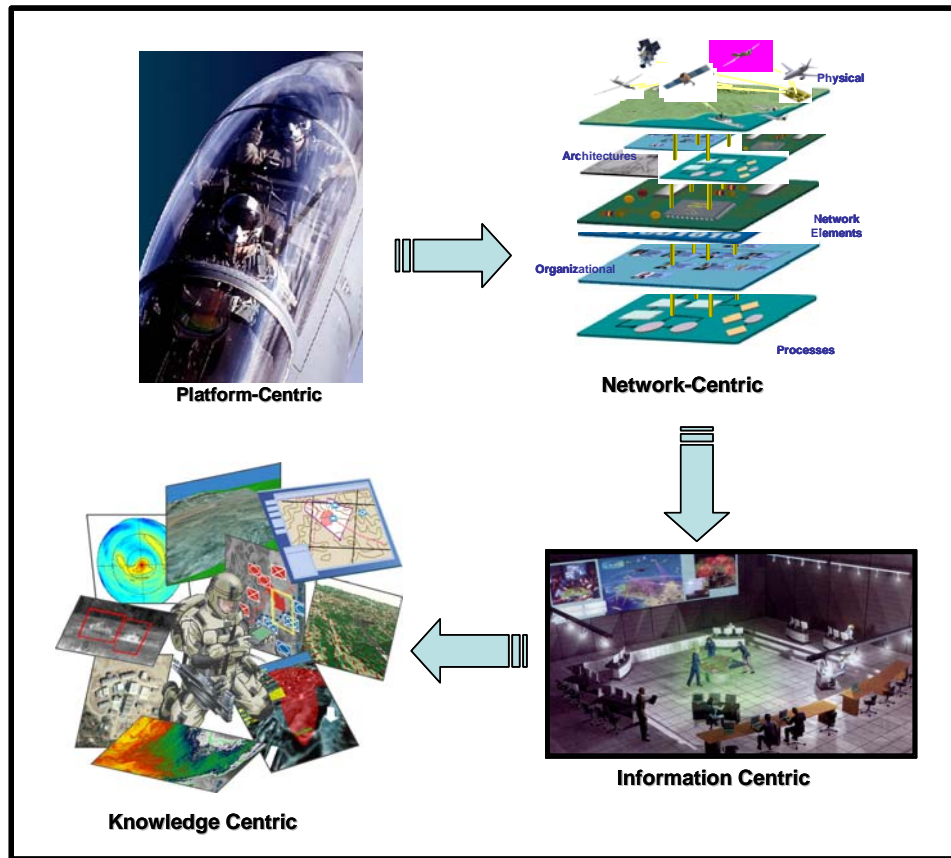 Physical
Architectures
Network
Elements
Organizational
Processes
Platform-Centric
Network-Centric
Information Centric
Knowledge Centric